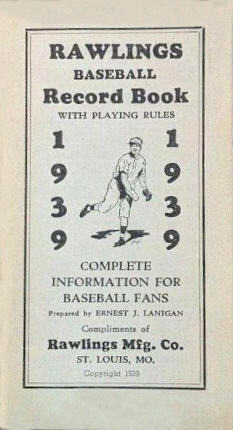 RAWLINGS
BASEBALL
Record Book
WITH PLAYING RULES
1 1
9 9
3 3
9 9
COMPLETE
INFORMATION FOR
BASEBALL FANS
Prepared by ERNEST J. LANIGAN
Compliments of
Rawlings Mfg. Co.
ST. LOUIS, MO.
Copyright 1939